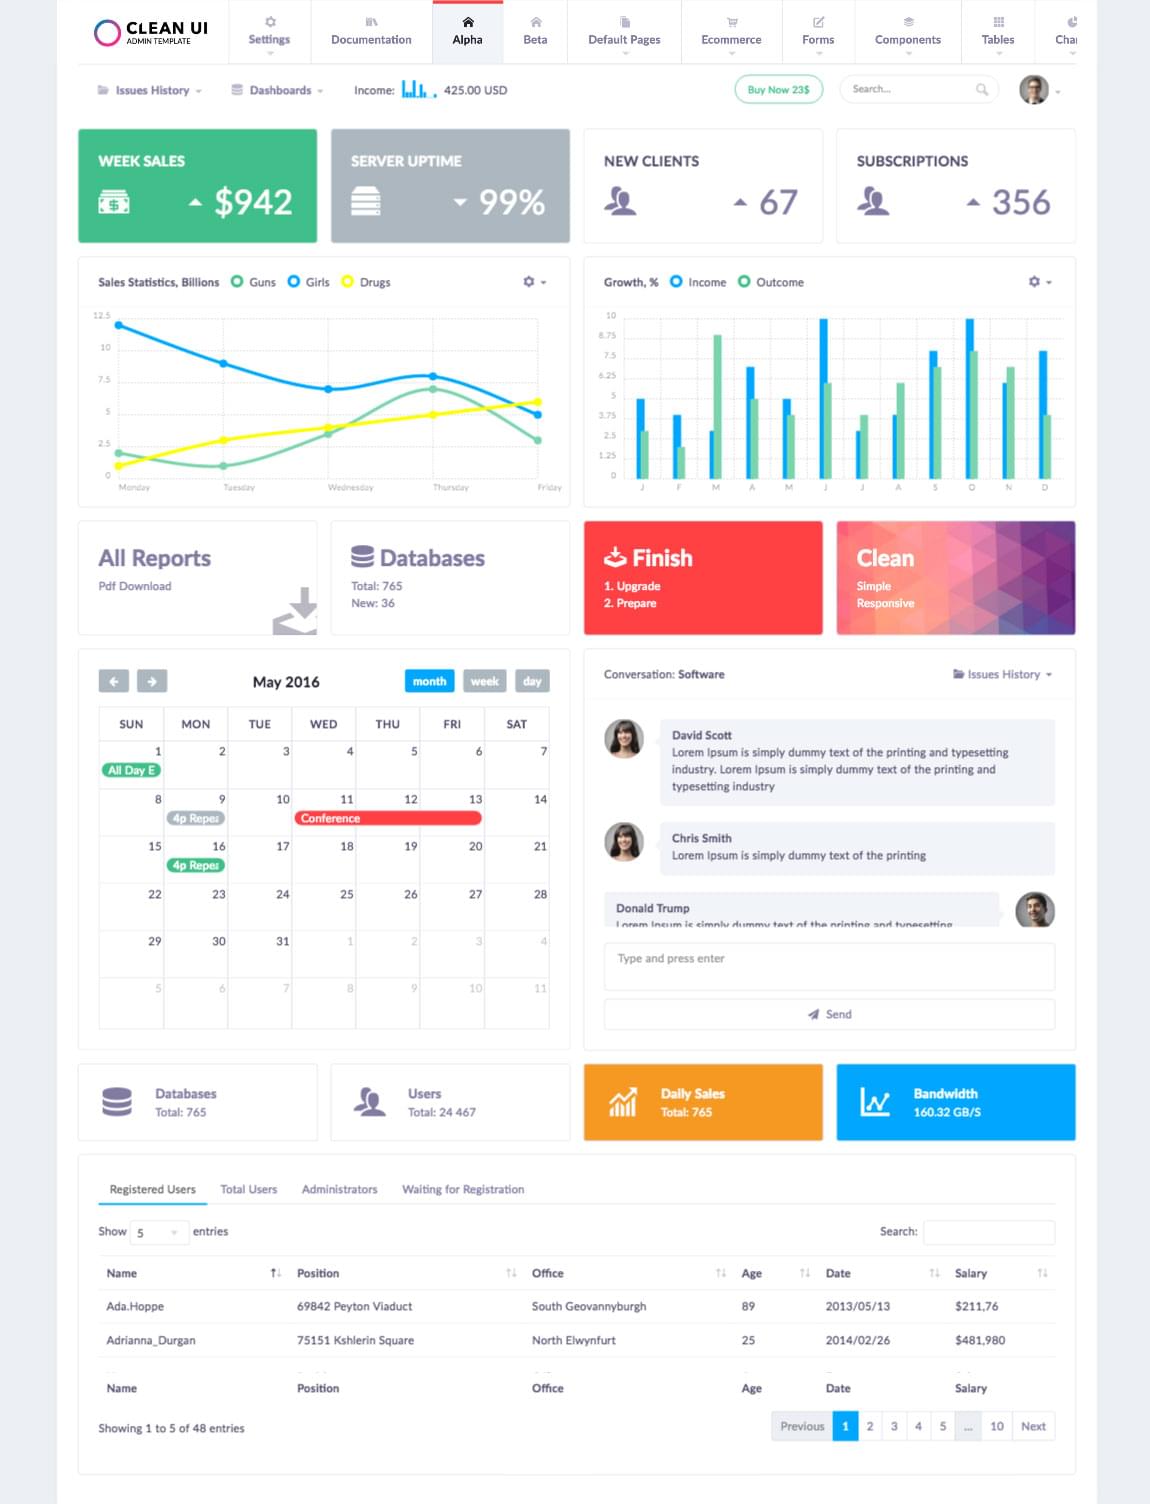 CLEAN UI
ADMIN TEMPLATE
Settings
Documentation
Alpha
Beta
Default Pages
Ecommerce
Forms
Components
Tables
Issues History
Dashboards
Income: 425.00 USD
Buy Now 23$
Search...
WEEK SALES
$942
SERVER UPTIME
99%
NEW CLIENTS
67
SUBSCRIPTIONS
356
Sales Statistics, Billions Guns Girls Drugs
12.5
10
7.5
5
2.5
0
Monday Tuesday Wednesday Thursday Friday
Growth, % Income Outcome
10
8.75
7.5
6.25
5
3.75
2.5
1.25
0
J F M A M J J A S O N D
All Reports
Pdf Download
Databases
Total: 765
New: 36
Finish
1. Upgrade
2. Prepare
Clean
Simple
Responsive
May 2016
month week day
SUN MON TUE WED THU FRI SAT
1 2 3 4 5 6 7
All Day E
8 9 10 11 12 13 14
4p Repea
Conference
15 16 17 18 19 20 21
4p Repea
22 23 24 25 26 27 28
29 30 31 1 2 3 4
5 6 7 8 9 10 11
Conversation: Software
Issues History
David Scott
Lorem Ipsum is simply dummy text of the printing and typesetting
industry. Lorem Ipsum is simply dummy text of the printing and
typesetting industry
Chris Smith
Lorem Ipsum is simply dummy text of the printing
Donald Trump
Lorem Ipsum is simply dummy text of the printing and typesetting
Type and press enter
Send
Databases
Total: 765
Users
Total: 24 467
Daily Sales
Total: 765
Bandwidth
160.32 GB/S
Registered Users Total Users Administrators Waiting for Registration
Show 5 entries
Search:
Name Position Office Age Date Salary
Ada.Hoppe 69842 Peyton Viaduct South Geovannyburgh 89 2013/05/13 $211,76
Adrianna_Durgan 75151 Kshlerin Square North Elwynfurt 25 2014/02/26 $481,980
Name Position Office Age Date Salary
Showing 1 to 5 of 48 entries
Previous 1 2 3 4 5 ... 10 Next